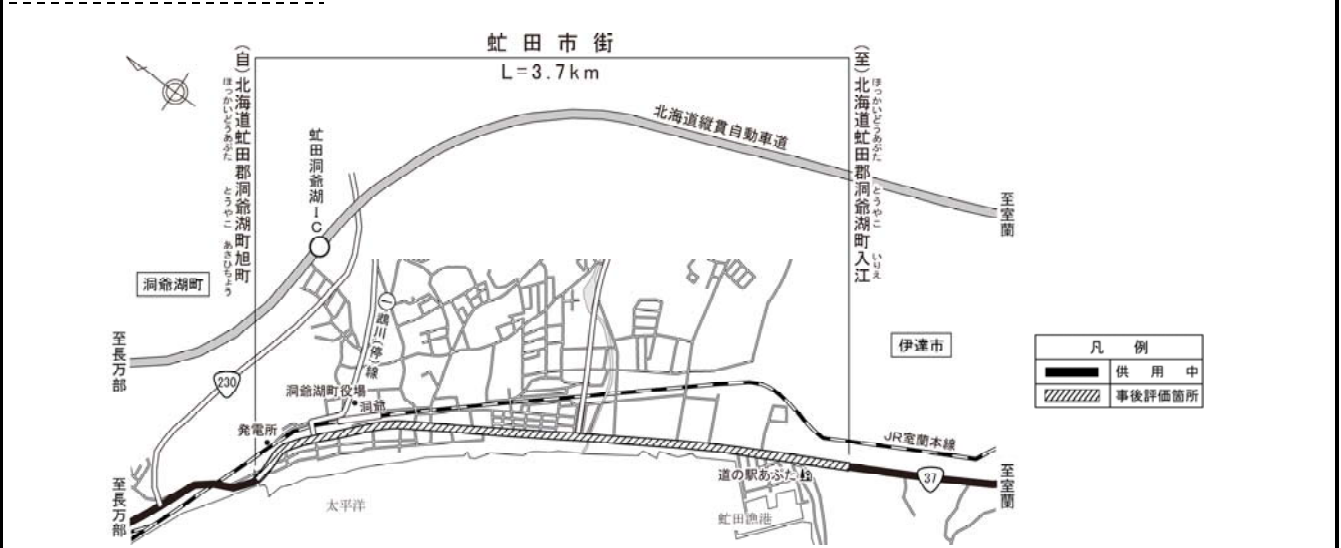 虻田市街
L=3.7km
(自)北海道虻田郡洞爺湖町旭町
ほっかいどうあぶた とうやこ あさひちょう
(至)北海道虻田郡洞爺湖町入江
ほっかいどうあぶた とうやこ いりえ
虻田洞爺湖IC
北海道縦貫自動車道
至室蘭
洞爺湖町
至長万部
230
洞爺湖町役場
洞爺
発電所
伊達市
凡例
供用中
事後評価箇所
JR室蘭本線
道の駅あぷた
37
至室蘭
至長万部
太平洋
虻田漁港